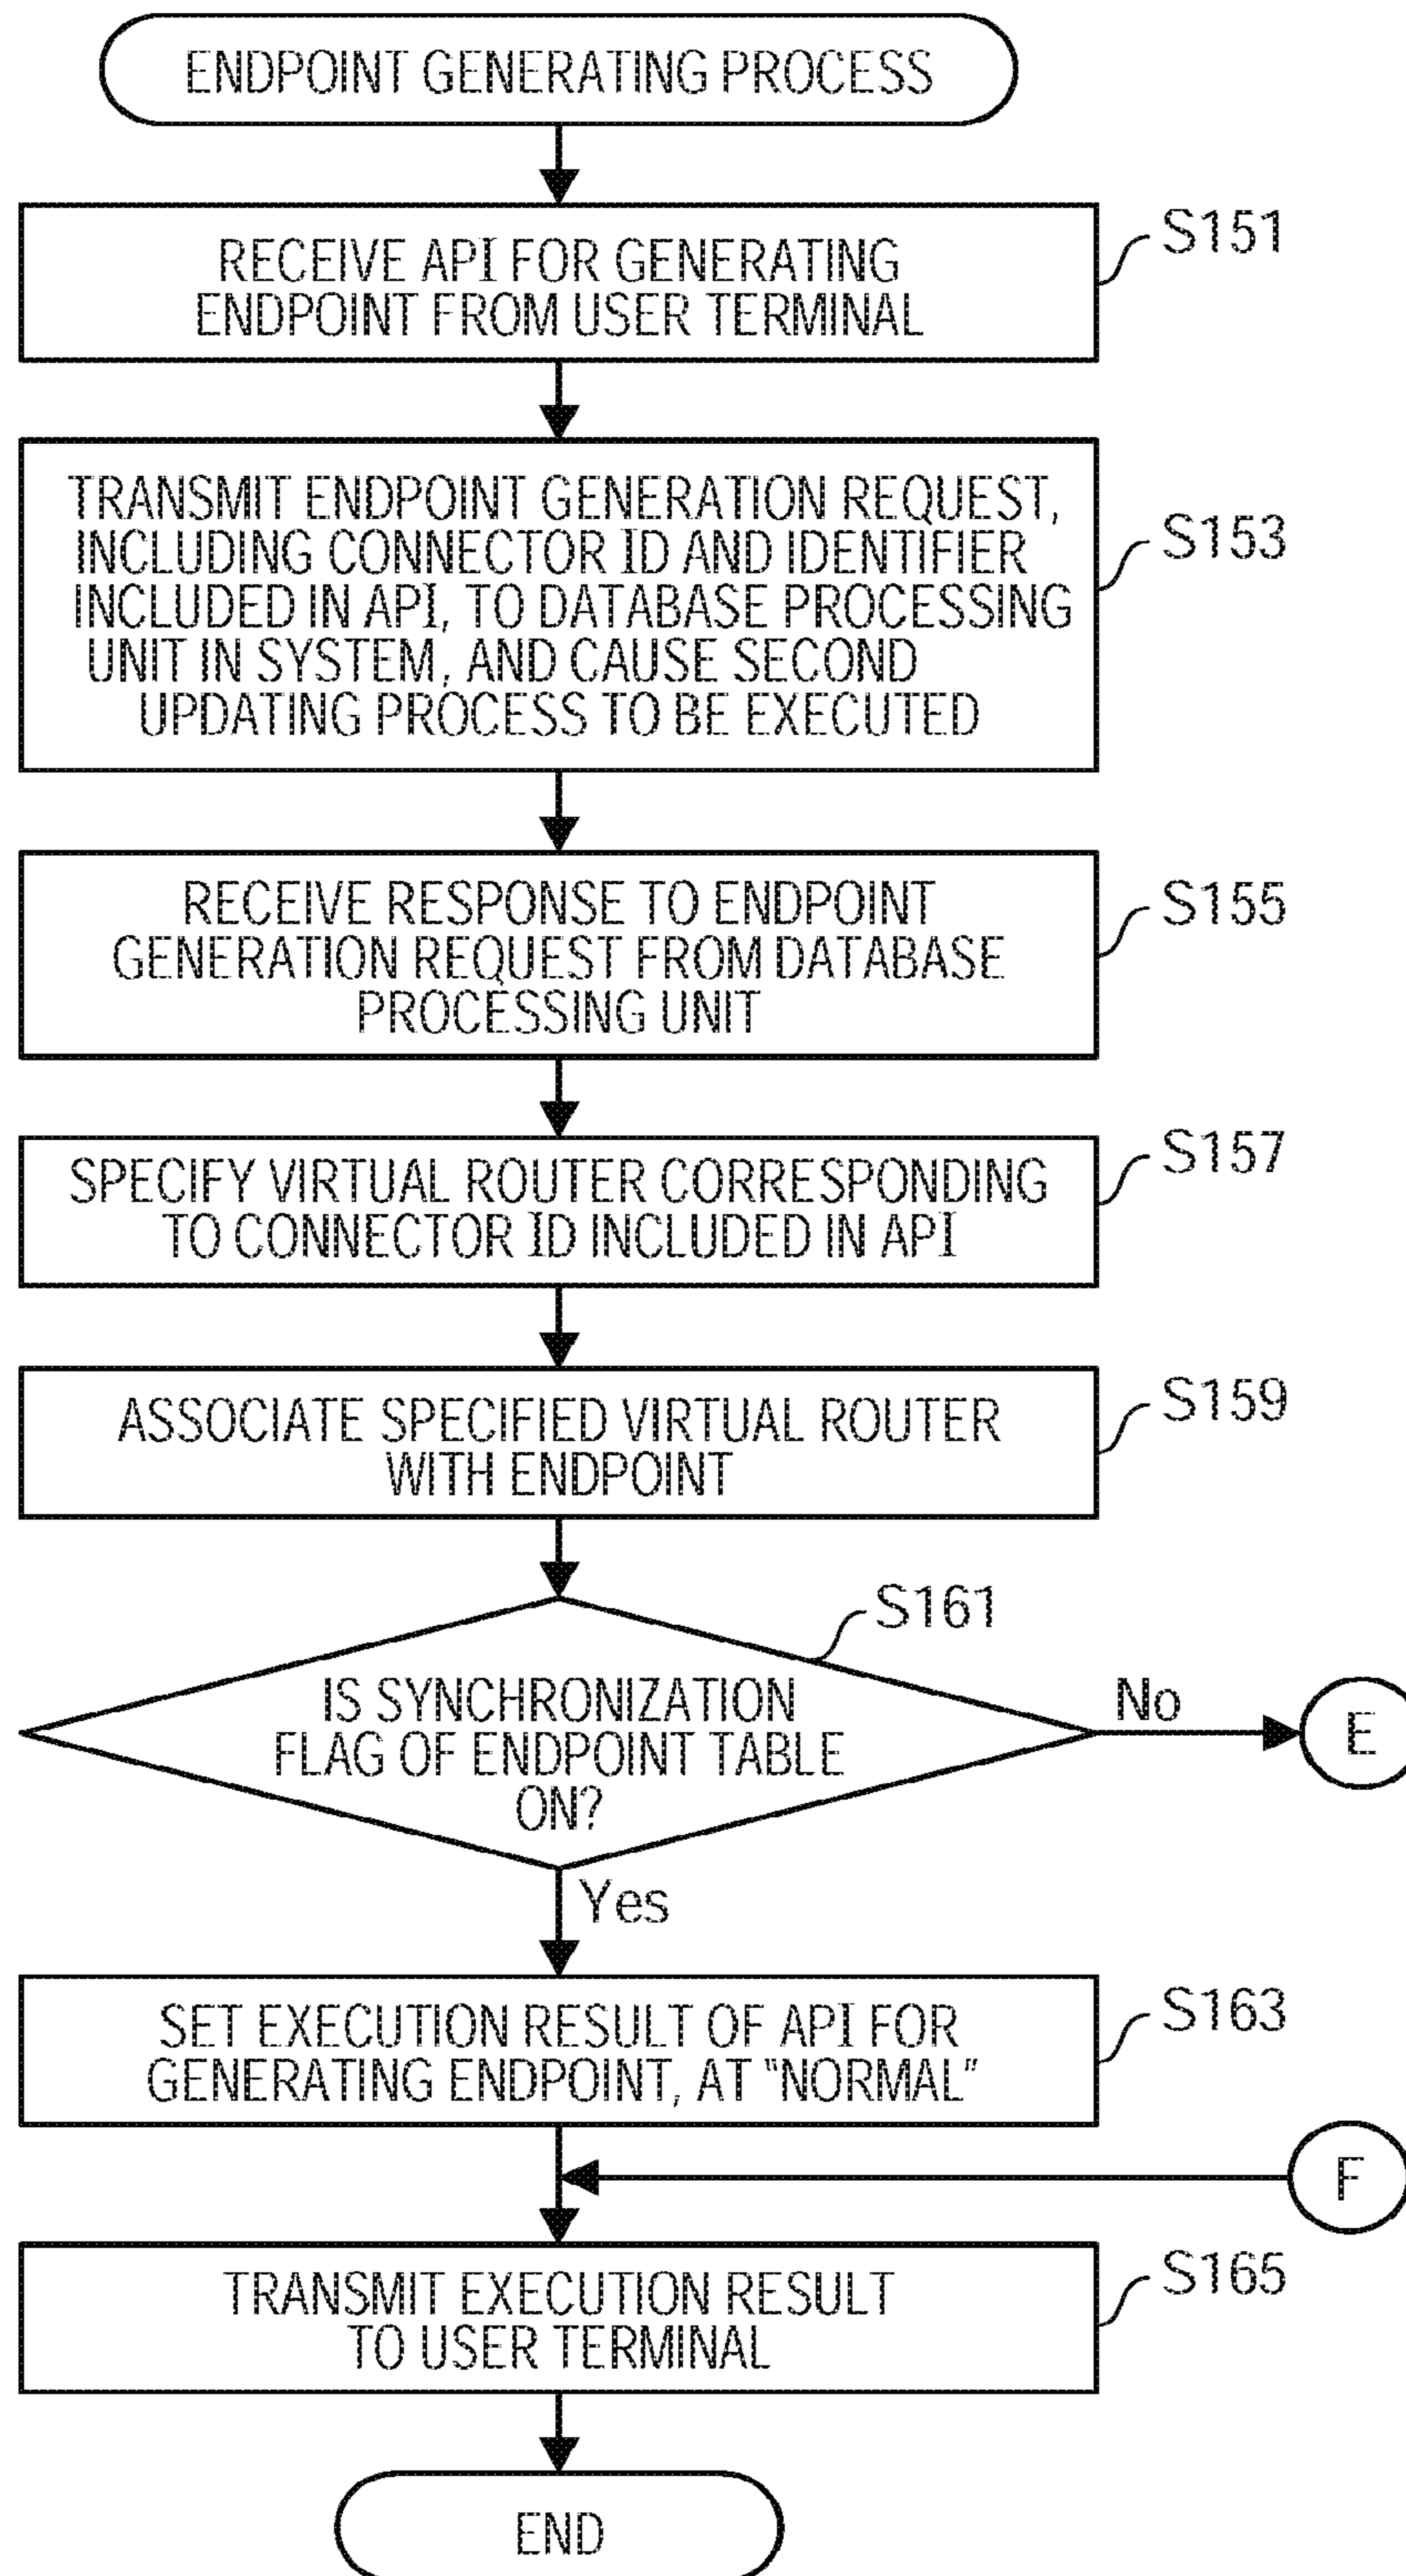 ENDPOINT GENERATING PROCESS
S151
RECEIVE API FOR GENERATING
ENDPOINT FROM USER TERMINAL
S153
TRANSMIT ENDPOINT GENERATION REQUEST,
INCLUDING CONNECTOR ID AND IDENTIFIER
INCLUDED IN API, TO DATABASE PROCESSING
UNIT IN SYSTEM, AND CAUSE SECOND
UPDATING PROCESS TO BE EXECUTED
S155
RECEIVE RESPONSE TO ENDPOINT
GENERATION REQUEST FROM DATABASE
PROCESSING UNIT
S157
SPECIFY VIRTUAL ROUTER CORRESPONDING
TO CONNECTOR ID INCLUDED IN API
S159
ASSOCIATE SPECIFIED VIRTUAL ROUTER
WITH ENDPOINT
S161
IS SYNCHRONIZATION
FLAG OF ENDPOINT TABLE
ON?
No
E
Yes
S163
SET EXECUTION RESULT OF API FOR
GENERATING ENDPOINT, AT "NORMAL"
F
S165
TRANSMIT EXECUTION RESULT
TO USER TERMINAL
END